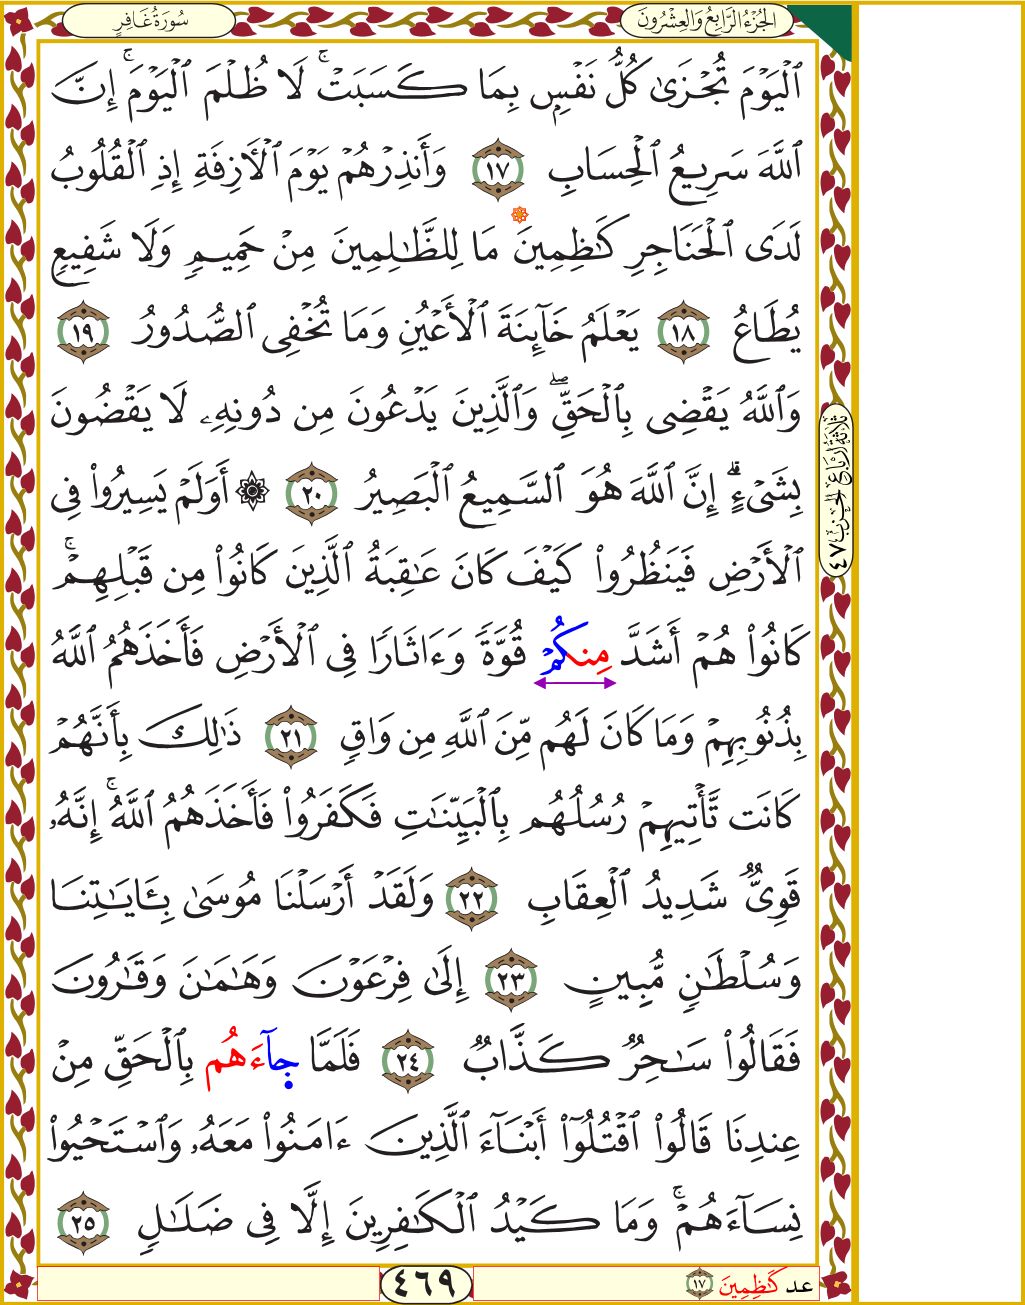 الجُزْءُ الرَّابِعُ وَالعِشْرُونَ
سُورَةُ غَافِرٍ
ٱلْيَوْمَ تُجْزَىٰ كُلُّ نَفْسٍۭ بِمَا كَسَبَتْۚ لَا ظُلْمَ ٱلْيَوْمَۚ إِنَّ
ٱللَّهَ سَرِيعُ ٱلْحِسَابِ ١٧ وَأَنذِرْهُمْ يَوْمَ ٱلْأٓزِفَةِ إِذِ ٱلْقُلُوبُ
لَدَى ٱلْحَنَاجِرِ كَٰظِمِينَ مَا لِلظَّٰلِمِينَ مِنْ حَمِيمٖ وَلَا شَفِيعٖ
يُطَاعُ ١٨ يَعْلَمُ خَآئِنَةَ ٱلْأَعْيُنِ وَمَا تُخْفِى ٱلصُّدُورُ ١٩
وَٱللَّهُ يَقْضِى بِٱلْحَقِّۖ وَٱلَّذِينَ يَدْعُونَ مِن دُونِهِۦ لَا يَقْضُونَ
بِشَىْءٍۗ إِنَّ ٱللَّهَ هُوَ ٱلسَّمِيعُ ٱلْبَصِيرُ ٢٠ ۞ أَوَلَمْ يَسِيرُوا۟ فِى
ٱلْأَرْضِ فَيَنظُرُوا۟ كَيْفَ كَانَ عَٰقِبَةُ ٱلَّذِينَ كَانُوا۟ مِن قَبْلِهِمْۚ
كَانُوا۟ هُمْ أَشَدَّ مِنكُمْ قُوَّةٗ وَءَاثَارٗا فِى ٱلْأَرْضِ فَأَخَذَهُمُ ٱللَّهُ
بِذُنُوبِهِمْ وَمَا كَانَ لَهُم مِّنَ ٱللَّهِ مِن وَاقٖ ٢١ ذَٰلِكَ بِأَنَّهُمْ
كَانَت تَّأْتِيهِمْ رُسُلُهُم بِٱلْبَيِّنَٰتِ فَكَفَرُوا۟ فَأَخَذَهُمُ ٱللَّهُۚ إِنَّهُۥ
قَوِىٌّ شَدِيدُ ٱلْعِقَابِ ٢٢ وَلَقَدْ أَرْسَلْنَا مُوسَىٰ بِـَٔايَٰتِنَا
وَسُلْطَٰنٖ مُّبِينٍ ٢٣ إِلَىٰ فِرْعَوْنَ وَهَٰمَٰنَ وَقَٰرُونَ
فَقَالُوا۟ سَٰحِرٌ كَذَّابٌ ٢٤ فَلَمَّا جَآءَهُم بِٱلْحَقِّ مِنْ
عِندِنَا قَالُوا۟ ٱقْتُلُوٓا۟ أَبْنَآءَ ٱلَّذِينَ ءَامَنُوا۟ مَعَهُۥ وَٱسْتَحْيُوا۟
نِسَآءَهُمْۚ وَمَا كَيْدُ ٱلْكَٰفِرِينَ إِلَّا فِى ضَلَٰلٖ ٢٥
ثَلَاثَةُ أَرْبَاعِ الحِزْبِ ٤٧
عد كَٰظِمِينَ ١٧
٤٦٩